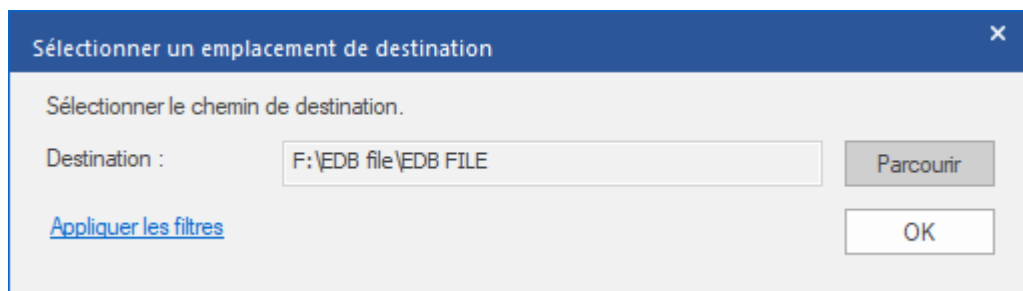 Sélectionner un emplacement de destination
Sélectionner le chemin de destination.
Destination : F:\EDB file\EDB FILE Parcourir
Appliquer les filtres OK